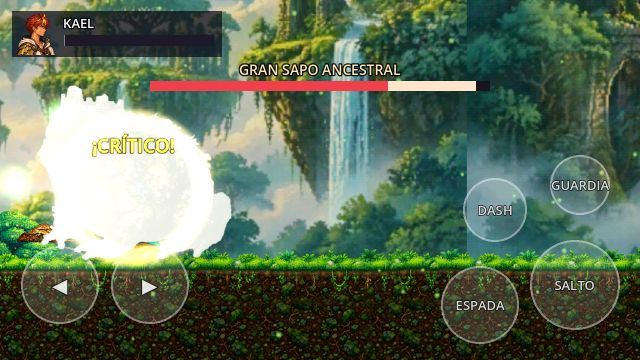 KAEL
GRAN SAPO ANCESTRAL
¡CRÍTICO!
GUARDIA
DASH
SALTO
ESPADA